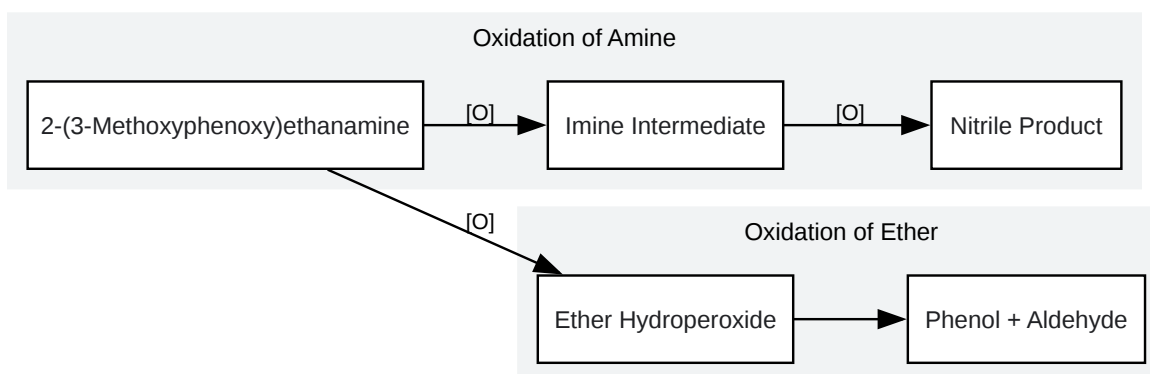 Oxidation of Amine
2-(3-Methoxyphenoxy)ethanamine
[O]
Imine Intermediate
[O]
Nitrile Product
[O]
Oxidation of Ether
Ether Hydroperoxide
Phenol + Aldehyde